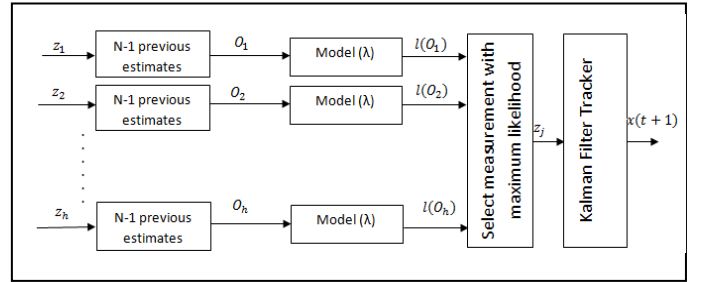 z₁
N-1 previous
estimates
O₁
Model (λ)
l(O₁)
z₂
N-1 previous
estimates
O₂
Model (λ)
l(O₂)
zₕ
N-1 previous
estimates
Oₕ
Model (λ)
l(Oₕ)
Select measurement with
maximum likelihood
zⱼ
Kalman Filter Tracker
x(t + 1)